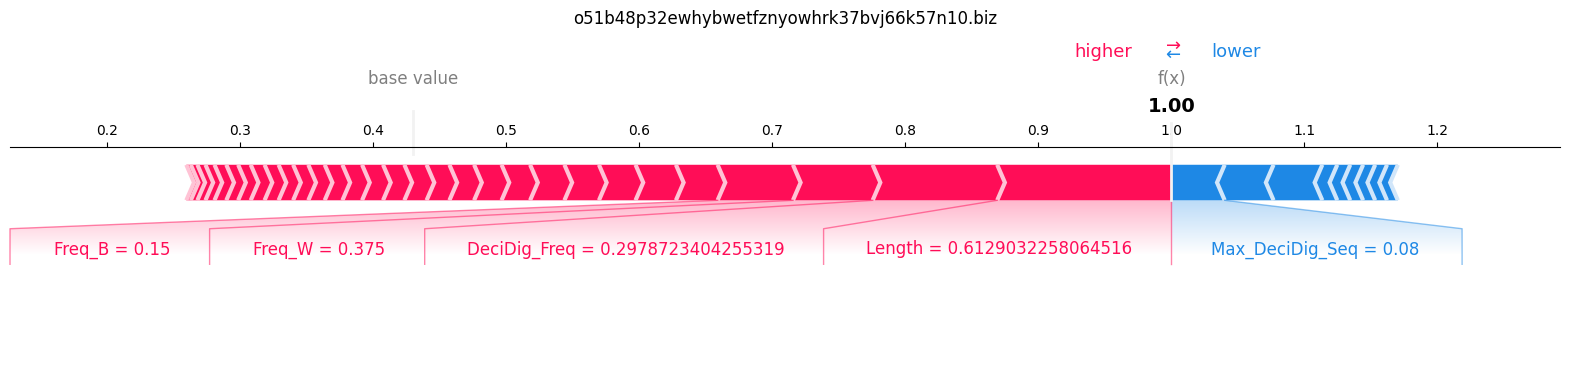 o51b48p32ewhybwetfznyowhrk37bvj66k57n10.biz
higher ⇄ lower
base value f(x)
1.00
0.2 0.3 0.4 0.5 0.6 0.7 0.8 0.9 1.0 1.1 1.2
Freq_B = 0.15 Freq_W = 0.375 DeciDig_Freq = 0.2978723404255319 Length = 0.6129032258064516 Max_DeciDig_Seq = 0.08